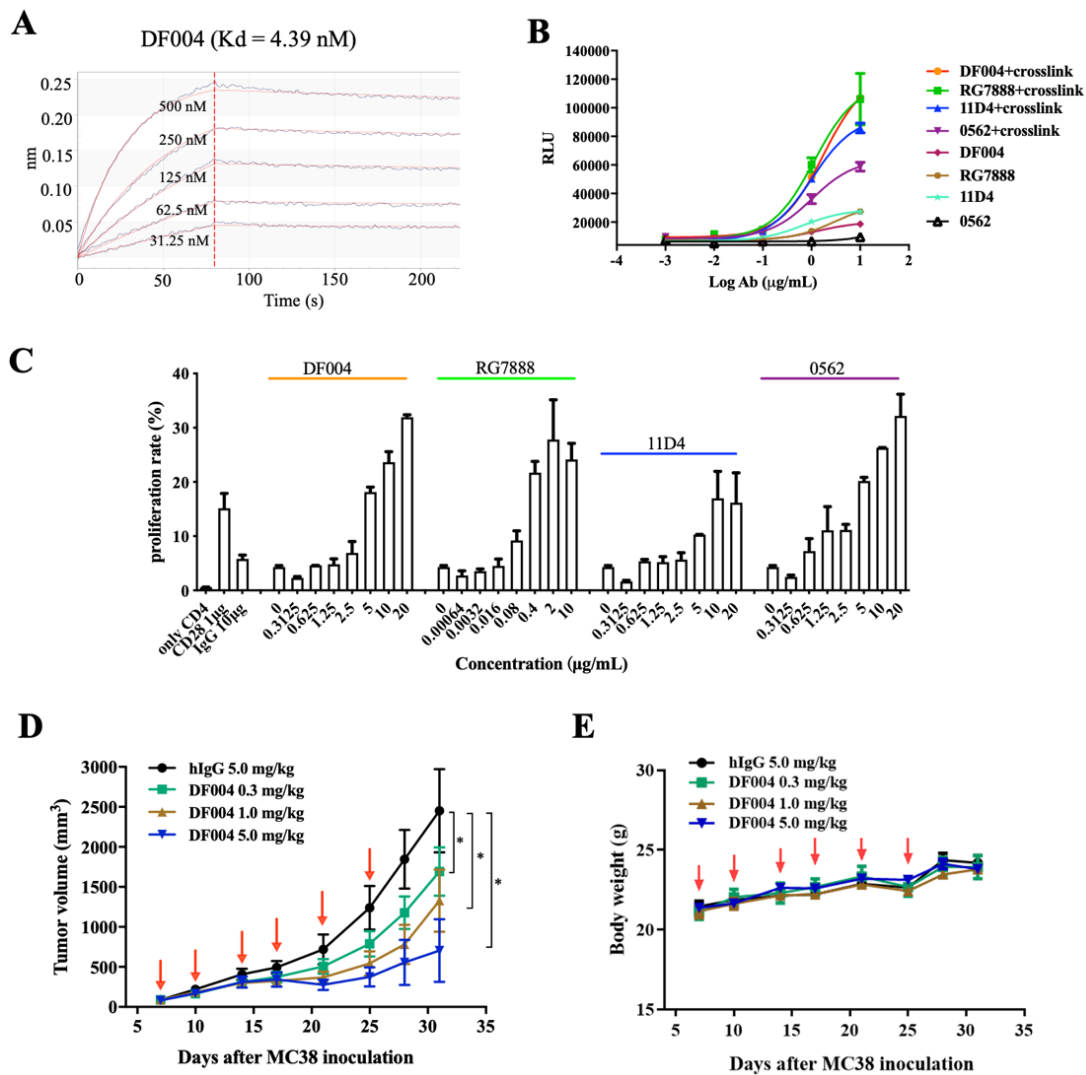 A
DF004 (Kd = 4.39 nM)
0.25
0.20
0.15
0.10
0.05
nm
500 nM
250 nM
125 nM
62.5 nM
31.25 nM
0
50
100
150
200
Time (s)
B
140000
120000
100000
80000
60000
40000
20000
RLU
-4
-3
-2
-1
0
1
2
Log Ab (μg/mL)
DF004+crosslink
RG7888+crosslink
11D4+crosslink
0562+crosslink
DF004
RG7888
11D4
0562
C
DF004
RG7888
11D4
0562
40
30
20
10
0
proliferation rate (%)
only CD4
CD28 1μg
IgG 10μg
0
0.3125
0.625
1.25
2.5
5
10
20
0
0.00064
0.0032
0.016
0.08
0.4
2
10
0
0.3125
0.625
1.25
2.5
5
10
20
0
0.3125
0.625
1.25
2.5
5
10
20
Concentration (μg/mL)
D
3000
2500
2000
1500
1000
500
0
Tumor volume (mm³)
hIgG 5.0 mg/kg
DF004 0.3 mg/kg
DF004 1.0 mg/kg
DF004 5.0 mg/kg
*
*
*
5
10
15
20
25
30
35
Days after MC38 inoculation
E
30
25
20
15
Body weight (g)
hIgG 5.0 mg/kg
DF004 0.3 mg/kg
DF004 1.0 mg/kg
DF004 5.0 mg/kg
5
10
15
20
25
30
35
Days after MC38 inoculation